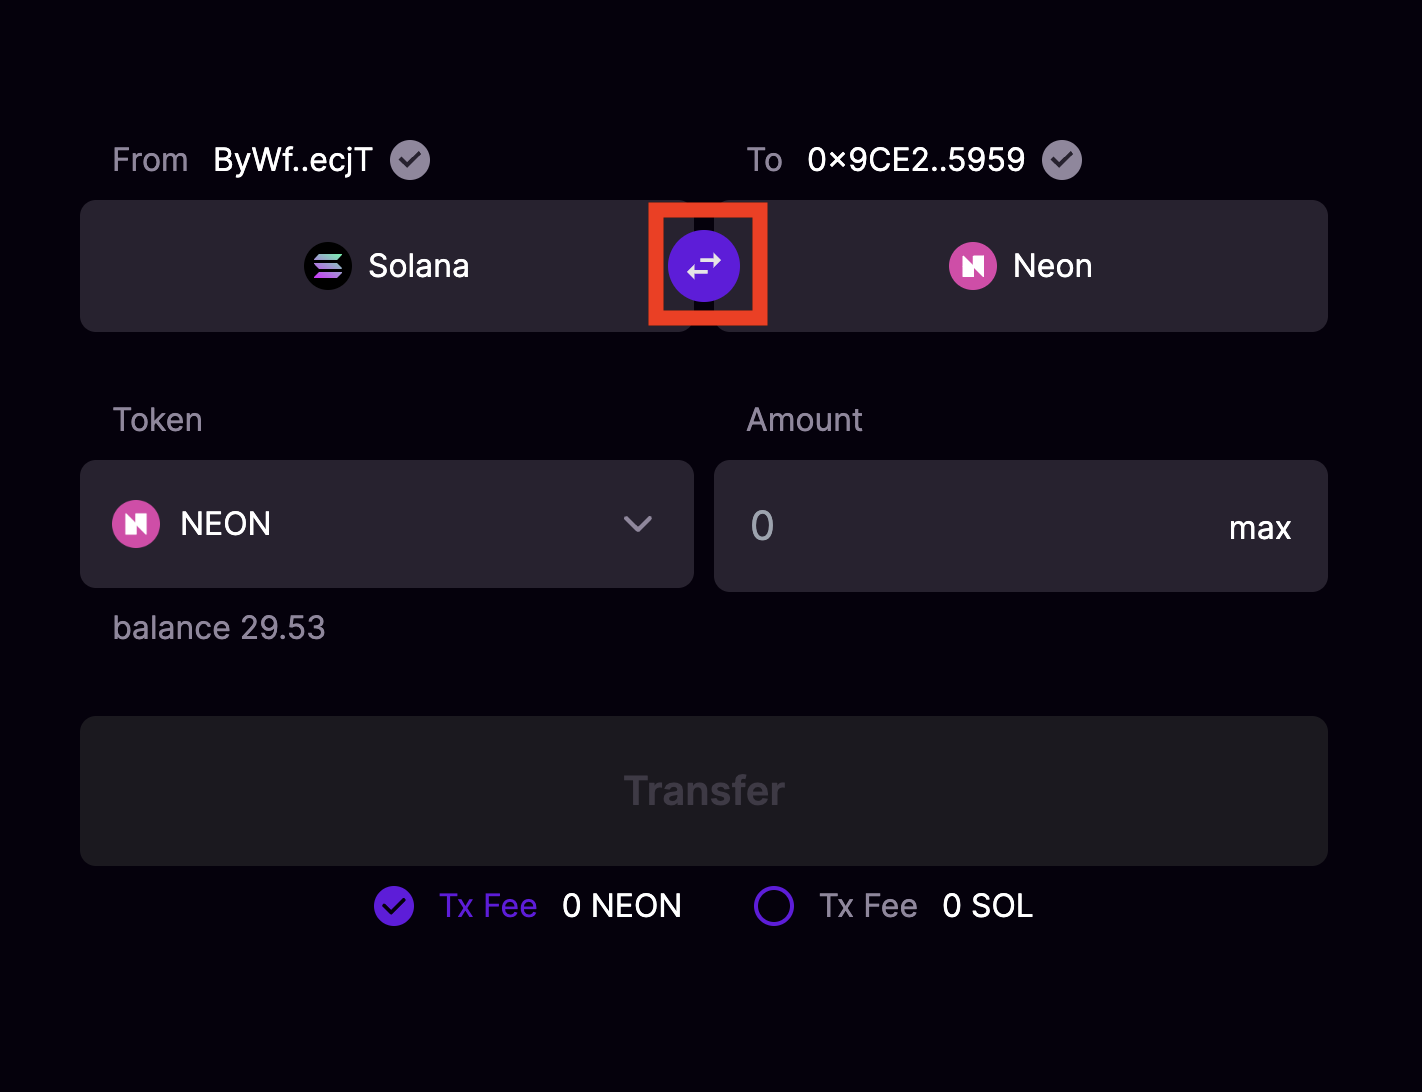 From ByWf..ecjT To 0×9CE2..5959
Solana Neon
Token Amount
NEON 0 max
balance 29.53
Transfer
Tx Fee 0 NEON Tx Fee 0 SOL